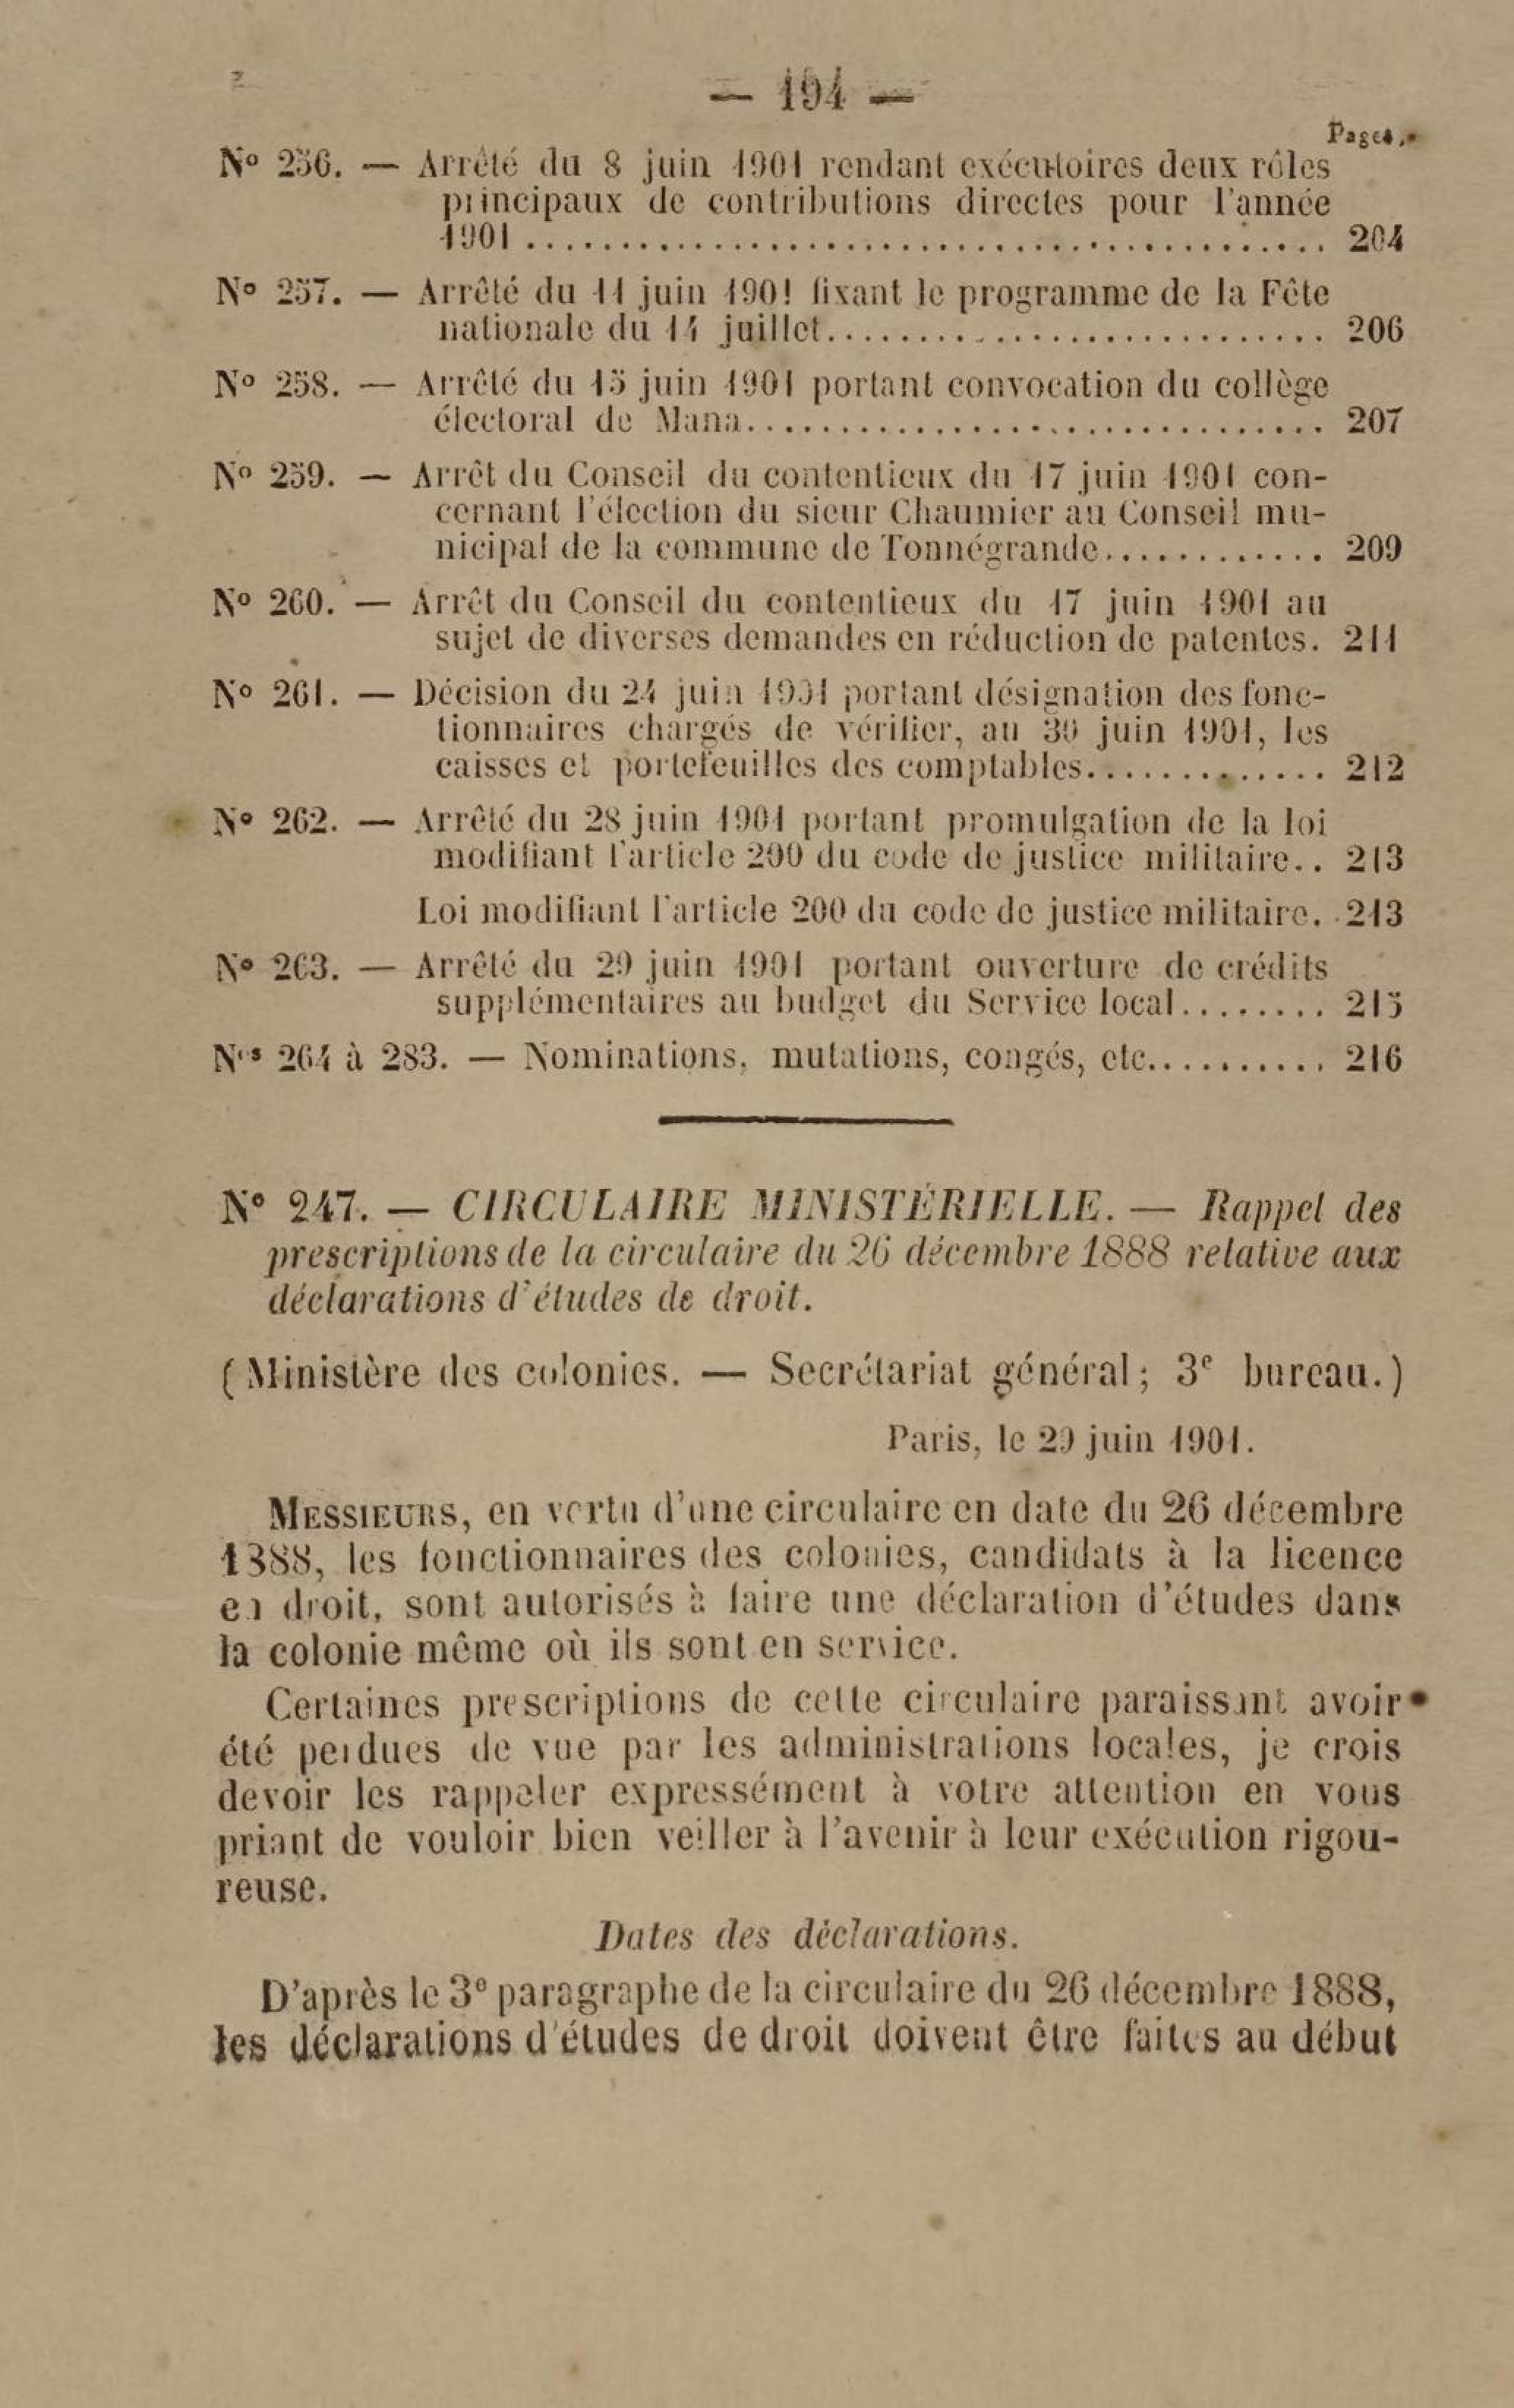 — 194 —
Pages.
Nº 256. — Arrêté du 8 juin 1901 rendant exécutoires deux rôles
principaux de contributions directes pour l'année
1901 ........................................... 204
Nº 257. — Arrêté du 11 juin 1901 fixant le programme de la Fête
nationale du 14 juillet........................... 206
Nº 258. — Arrêté du 15 juin 1901 portant convocation du collège
électoral de Mana................................ 207
Nº 259. — Arrêt du Conseil du contentieux du 17 juin 1901 con-
cernant l'élection du sieur Chaumier au Conseil mu-
nicipal de la commune de Tonnégrande............ 209
Nº 260. — Arrêt du Conseil du contentieux du 17 juin 1901 au
sujet de diverses demandes en réduction de patentes. 211
Nº 261. — Décision du 24 juin 1901 portant désignation des fonc-
tionnaires chargés de vérifier, au 30 juin 1901, les
caisses et portefeuilles des comptables............. 212
Nº 262. — Arrêté du 28 juin 1901 portant promulgation de la loi
modifiant l'article 200 du code de justice militaire.. 213
Loi modifiant l'article 200 du code de justice militaire. 213
Nº 263. — Arrêté du 29 juin 1901 portant ouverture de crédits
supplémentaires au budget du Service local........ 215
Nos 264 à 283. — Nominations, mutations, congés, etc.......... 216
Nº 247. — CIRCULAIRE MINISTÉRIELLE. — Rappel des
prescriptions de la circulaire du 26 décembre 1888 relative aux
déclarations d'études de droit.
(Ministère des colonies. — Secrétariat général; 3e bureau.)
Paris, le 29 juin 1901.
MESSIEURS, en vertu d'une circulaire en date du 26 décembre
1888, les fonctionnaires des colonies, candidats à la licence
en droit, sont autorisés à faire une déclaration d'études dans
la colonie même où ils sont en service.
Certaines prescriptions de cette circulaire paraissant avoir
été perdues de vue par les administrations locales, je crois
devoir les rappeler expressément à votre attention en vous
priant de vouloir bien veiller à l'avenir à leur exécution rigou-
reuse.
Dates des déclarations.
D'après le 3e paragraphe de la circulaire du 26 décembre 1888,
les déclarations d'études de droit doivent être faites au début